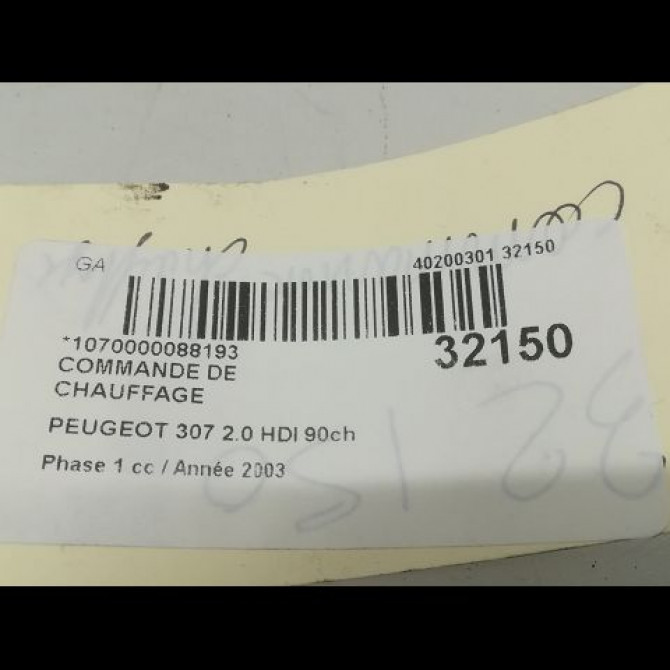 GA 40200301 32150
*1070000088193 32150
COMMANDE DE
CHAUFFAGE
PEUGEOT 307 2.0 HDI 90ch
Phase 1 cc / Année 2003
32150